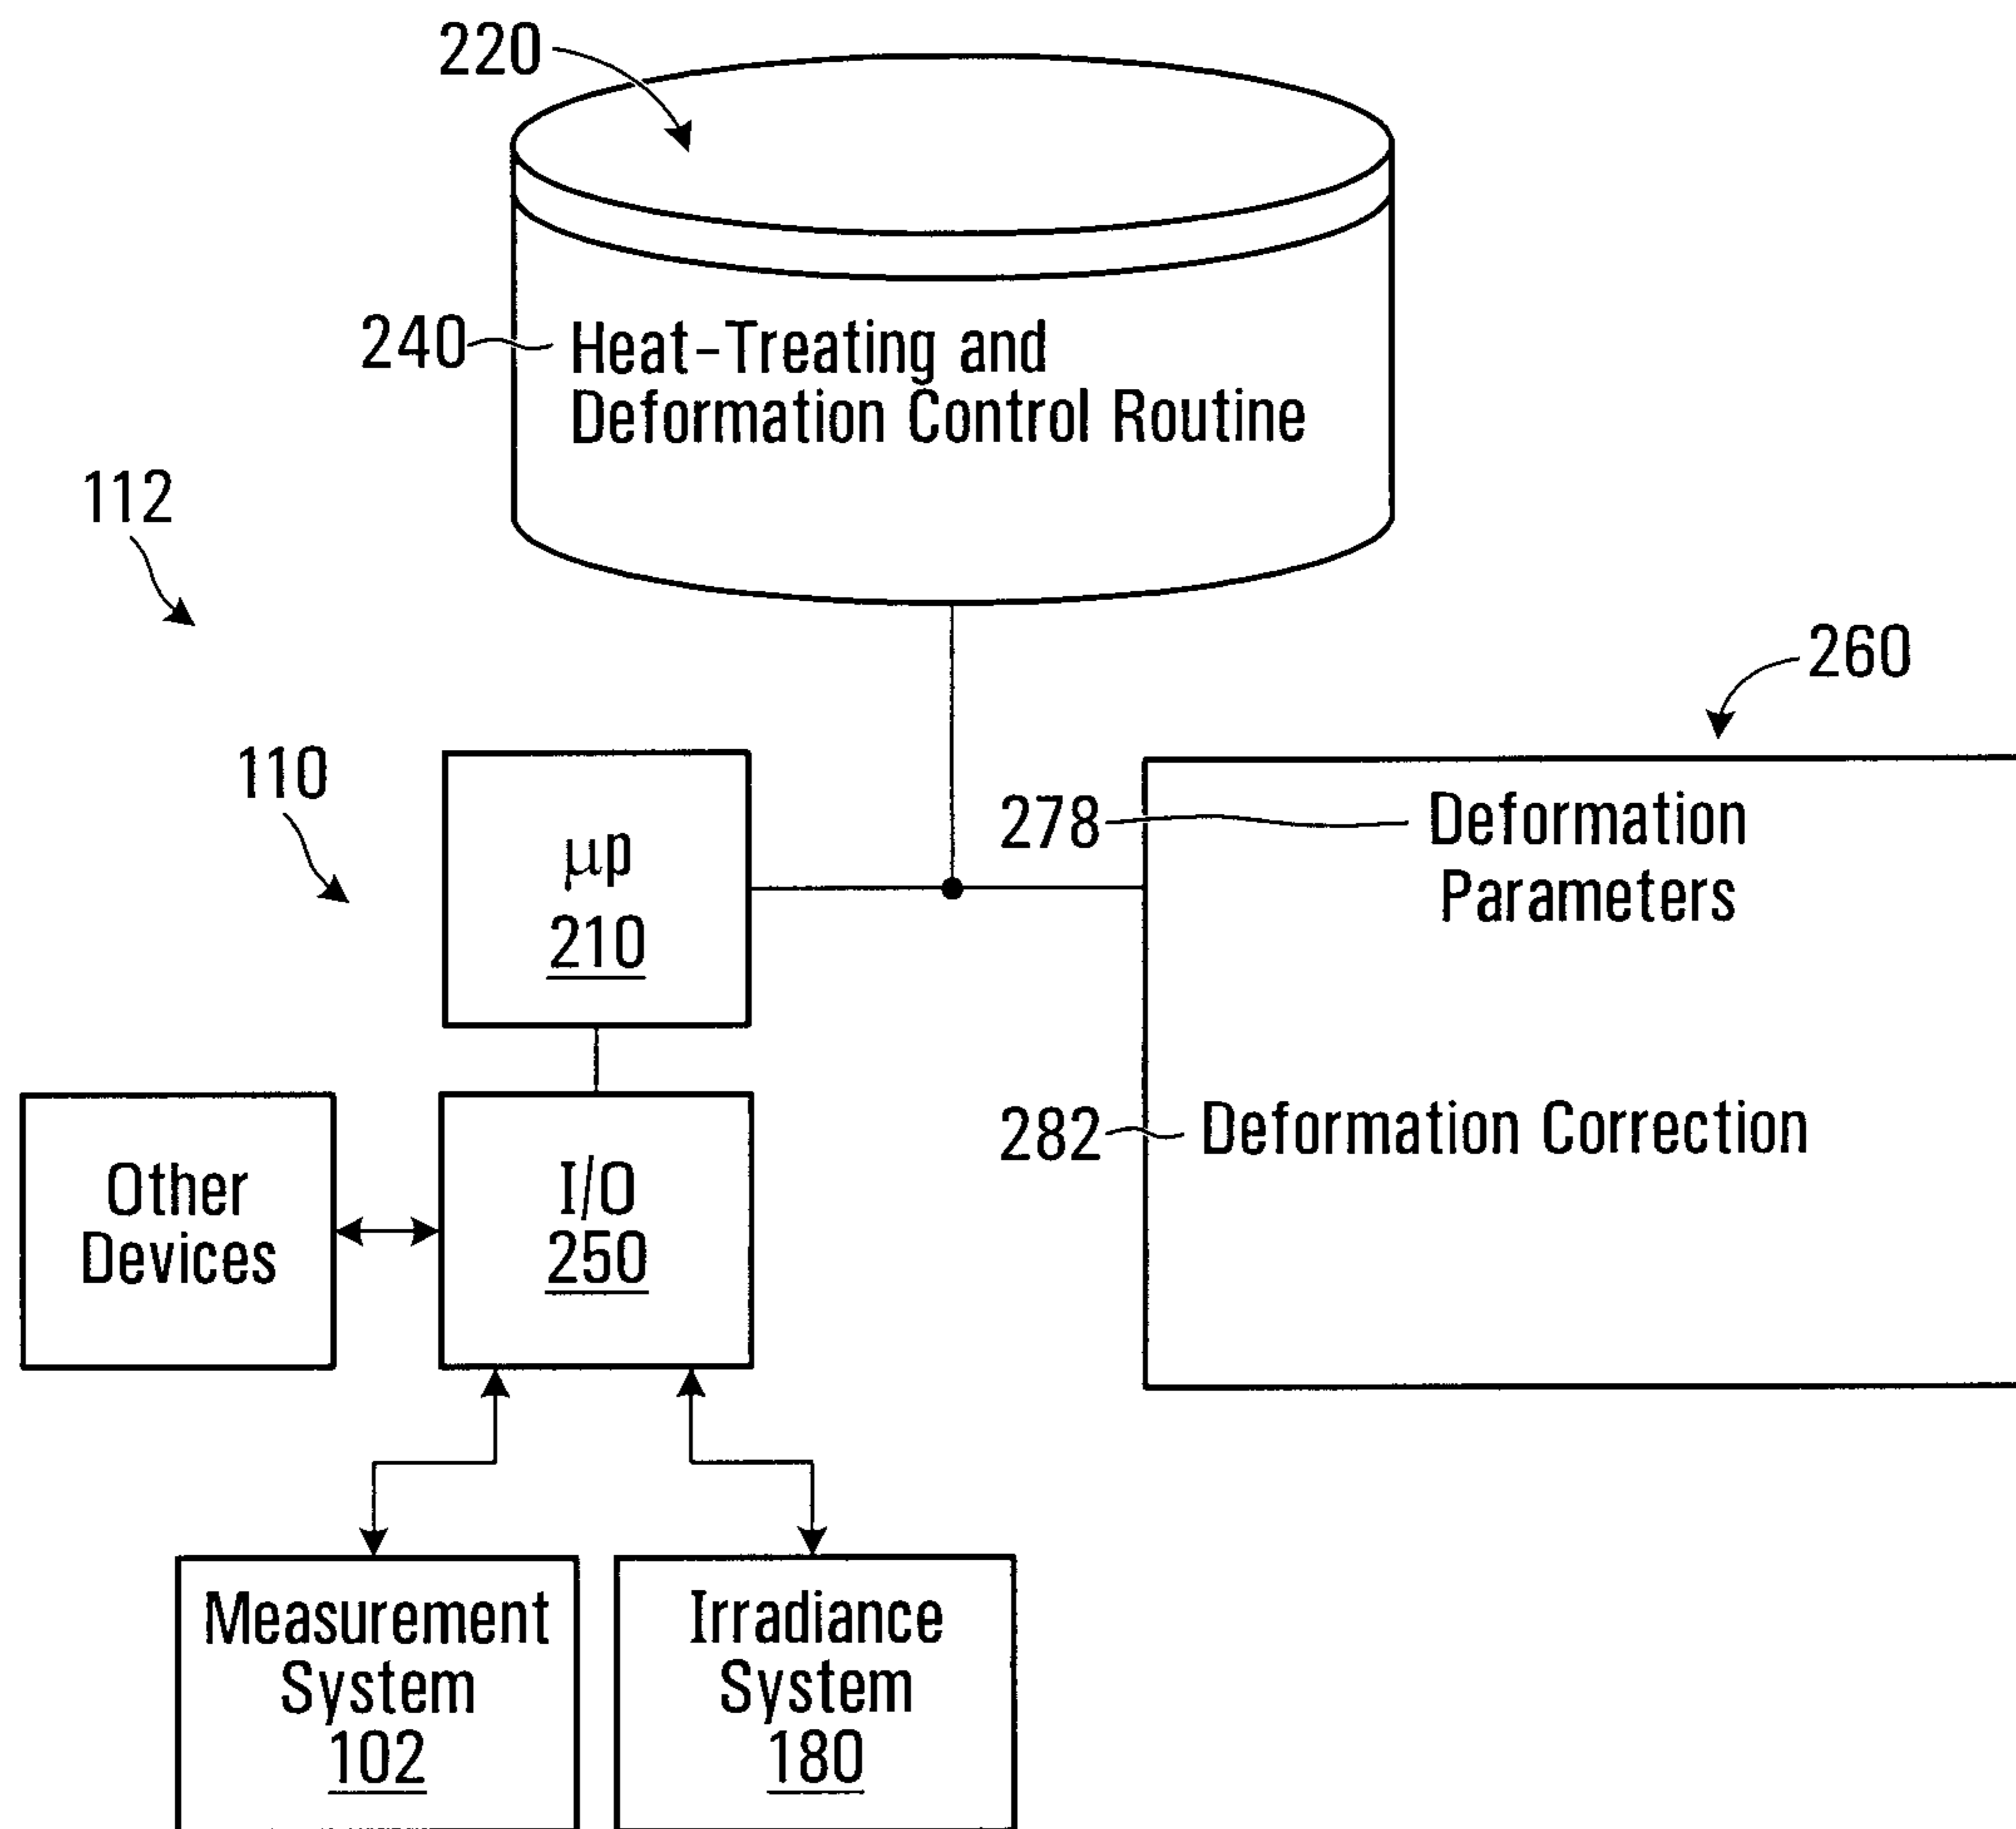 220
240
Heat-Treating and
Deformation Control Routine
112
260
110
278
Deformation
Parameters
µp
210
282
Deformation Correction
Other
Devices
I/O
250
Measurement
System
102
Irradiance
System
180